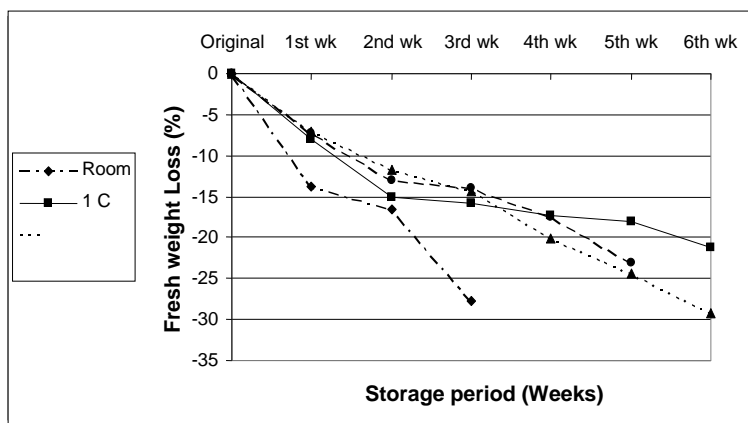 Original 1st wk 2nd wk 3rd wk 4th wk 5th wk 6th wk
0
-5
-10
-15
-20
-25
-30
-35
Fresh weight Loss (%)
Room
1 C
Storage period (Weeks)